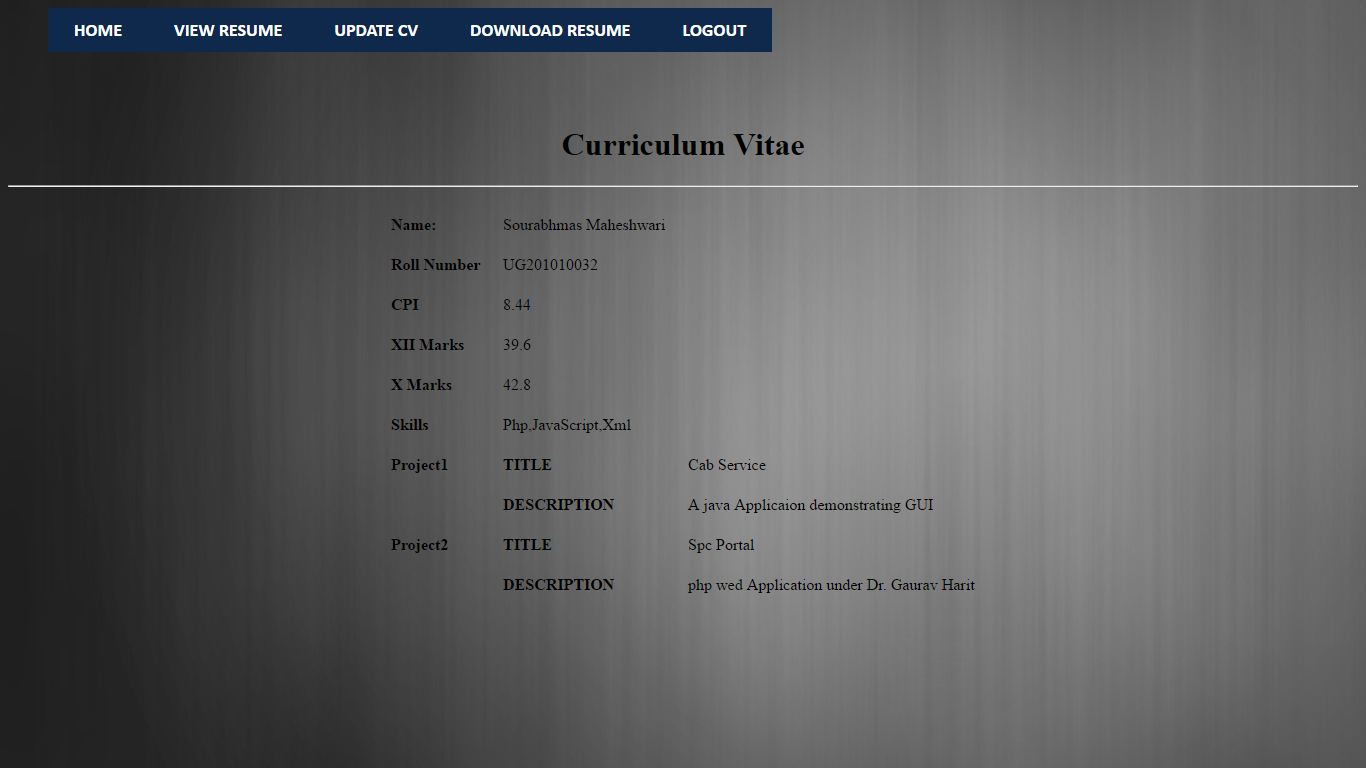 HOME VIEW RESUME UPDATE CV DOWNLOAD RESUME LOGOUT
Curriculum Vitae
Name: Sourabhmas Maheshwari
Roll Number UG201010032
CPI 8.44
XII Marks 39.6
X Marks 42.8
Skills Php,JavaScript,Xml
Project1 TITLE Cab Service
DESCRIPTION A java Applicaion demonstrating GUI
Project2 TITLE Spc Portal
DESCRIPTION php wed Application under Dr. Gaurav Harit